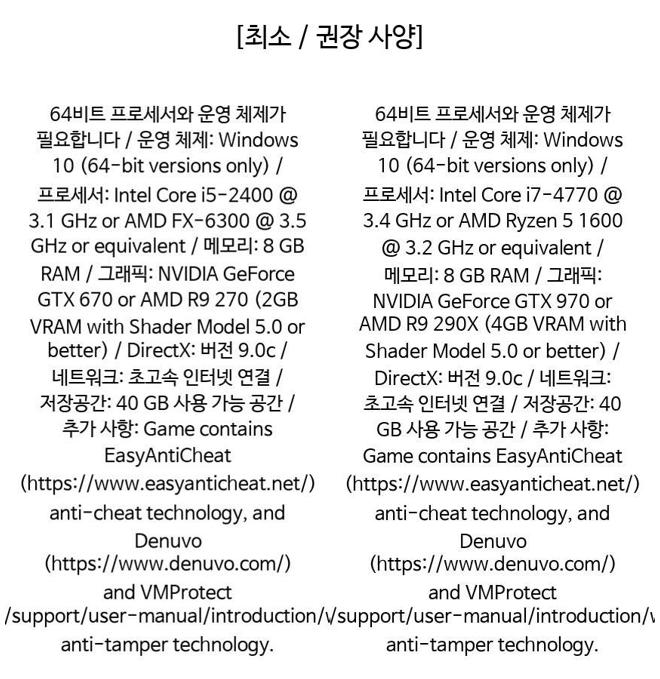 [최소 / 권장 사양]
64비트 프로세서와 운영 체제가
필요합니다 / 운영 체제: Windows
10 (64-bit versions only) /
프로세서: Intel Core i5-2400 @
3.1 GHz or AMD FX-6300 @ 3.5
GHz or equivalent / 메모리: 8 GB
RAM / 그래픽: NVIDIA GeForce
GTX 670 or AMD R9 270 (2GB
VRAM with Shader Model 5.0 or
better) / DirectX: 버전 9.0c /
네트워크: 초고속 인터넷 연결 /
저장공간: 40 GB 사용 가능 공간 /
추가 사항: Game contains
EasyAntiCheat
(https://www.easyanticheat.net/)
anti-cheat technology, and
Denuvo
(https://www.denuvo.com/)
and VMProtect
/support/user-manual/introduction/
anti-tamper technology.
64비트 프로세서와 운영 체제가
필요합니다 / 운영 체제: Windows
10 (64-bit versions only) /
프로세서: Intel Core i7-4770 @
3.4 GHz or AMD Ryzen 5 1600
@ 3.2 GHz or equivalent /
메모리: 8 GB RAM / 그래픽:
NVIDIA GeForce GTX 970 or
AMD R9 290X (4GB VRAM with
Shader Model 5.0 or better) /
DirectX: 버전 9.0c / 네트워크:
초고속 인터넷 연결 / 저장공간: 40
GB 사용 가능 공간 / 추가 사항:
Game contains EasyAntiCheat
(https://www.easyanticheat.net/)
anti-cheat technology, and
Denuvo
(https://www.denuvo.com/)
and VMProtect
/support/user-manual/introduction/
anti-tamper technology.